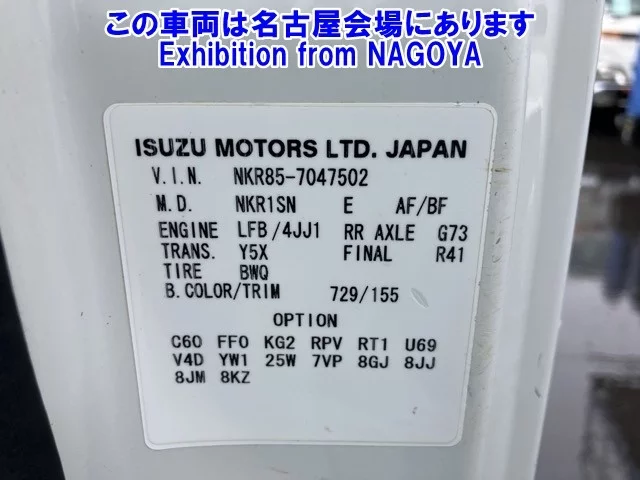 この車両は名古屋会場にあります
Exhibition from NAGOYA
ISUZU MOTORS LTD. JAPAN
V.I.N. NKR85-7047502
M.D. NKR1SN E AF/BF
ENGINE LFB/4JJ1 RR AXLE G73
TRANS. Y5X FINAL R41
TIRE BWQ
B.COLOR/TRIM 729/155
OPTION
C60 FF0 KG2 RPV RT1 U69
V4D YW1 25W 7VP 8GJ 8JJ
8JM 8KZ